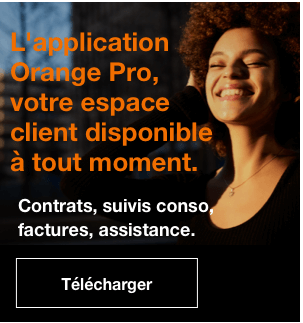 L'application
Orange Pro,
votre espace
client disponible
à tout moment.
Contrats, suivis conso,
factures, assistance.
Télécharger